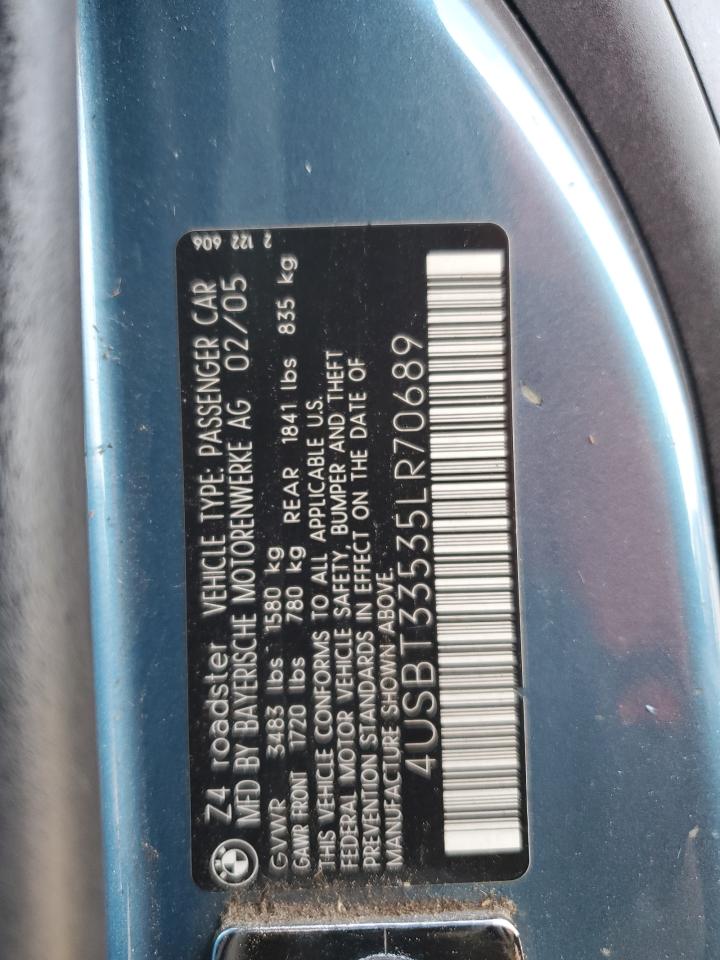 Z4 roadster VEHICLE TYPE: PASSENGER CAR
MFD BY BAYERISCHE MOTORENWERKE AG 02/05
GVWR 3483 lbs 1580 kg
GAWR FRONT 1720 lbs 780 kg REAR 1841 lbs 835 kg
THIS VEHICLE CONFORMS TO ALL APPLICABLE U.S.
FEDERAL MOTOR VEHICLE SAFETY, BUMPER AND THEFT
PREVENTION STANDARDS IN EFFECT ON THE DATE OF
MANUFACTURE SHOWN ABOVE
4USBT33535LR70689
2 122 606